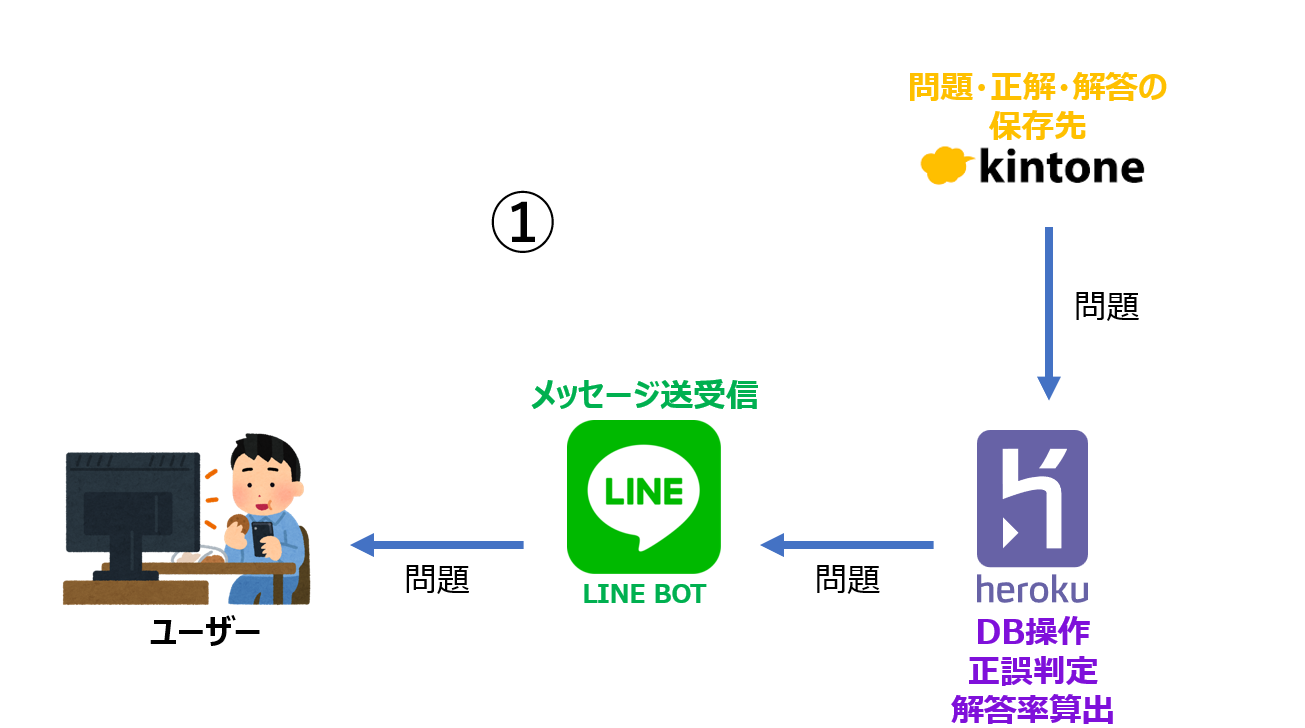 問題・正解・解答の
保存先
kintone
①
問題
メッセージ送受信
LINE
LINE BOT
問題
問題
heroku
ユーザー
DB操作
正誤判定
解答率算出